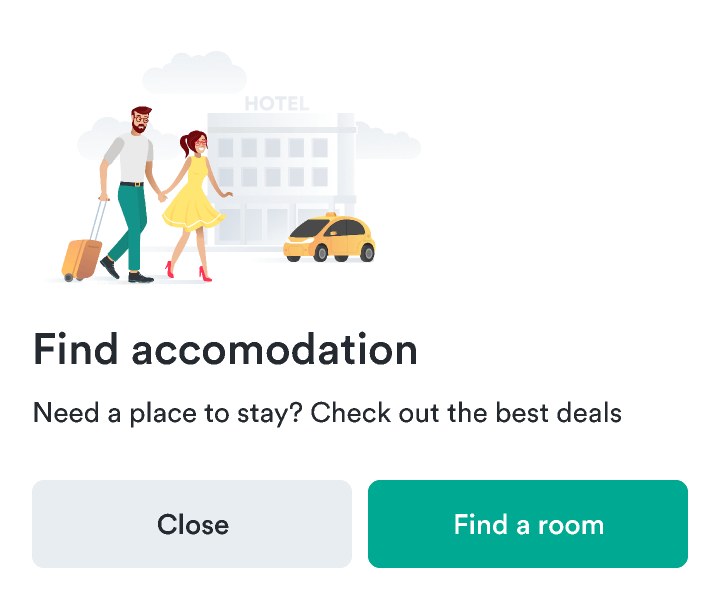 HOTEL
Find accomodation
Need a place to stay? Check out the best deals
Close
Find a room